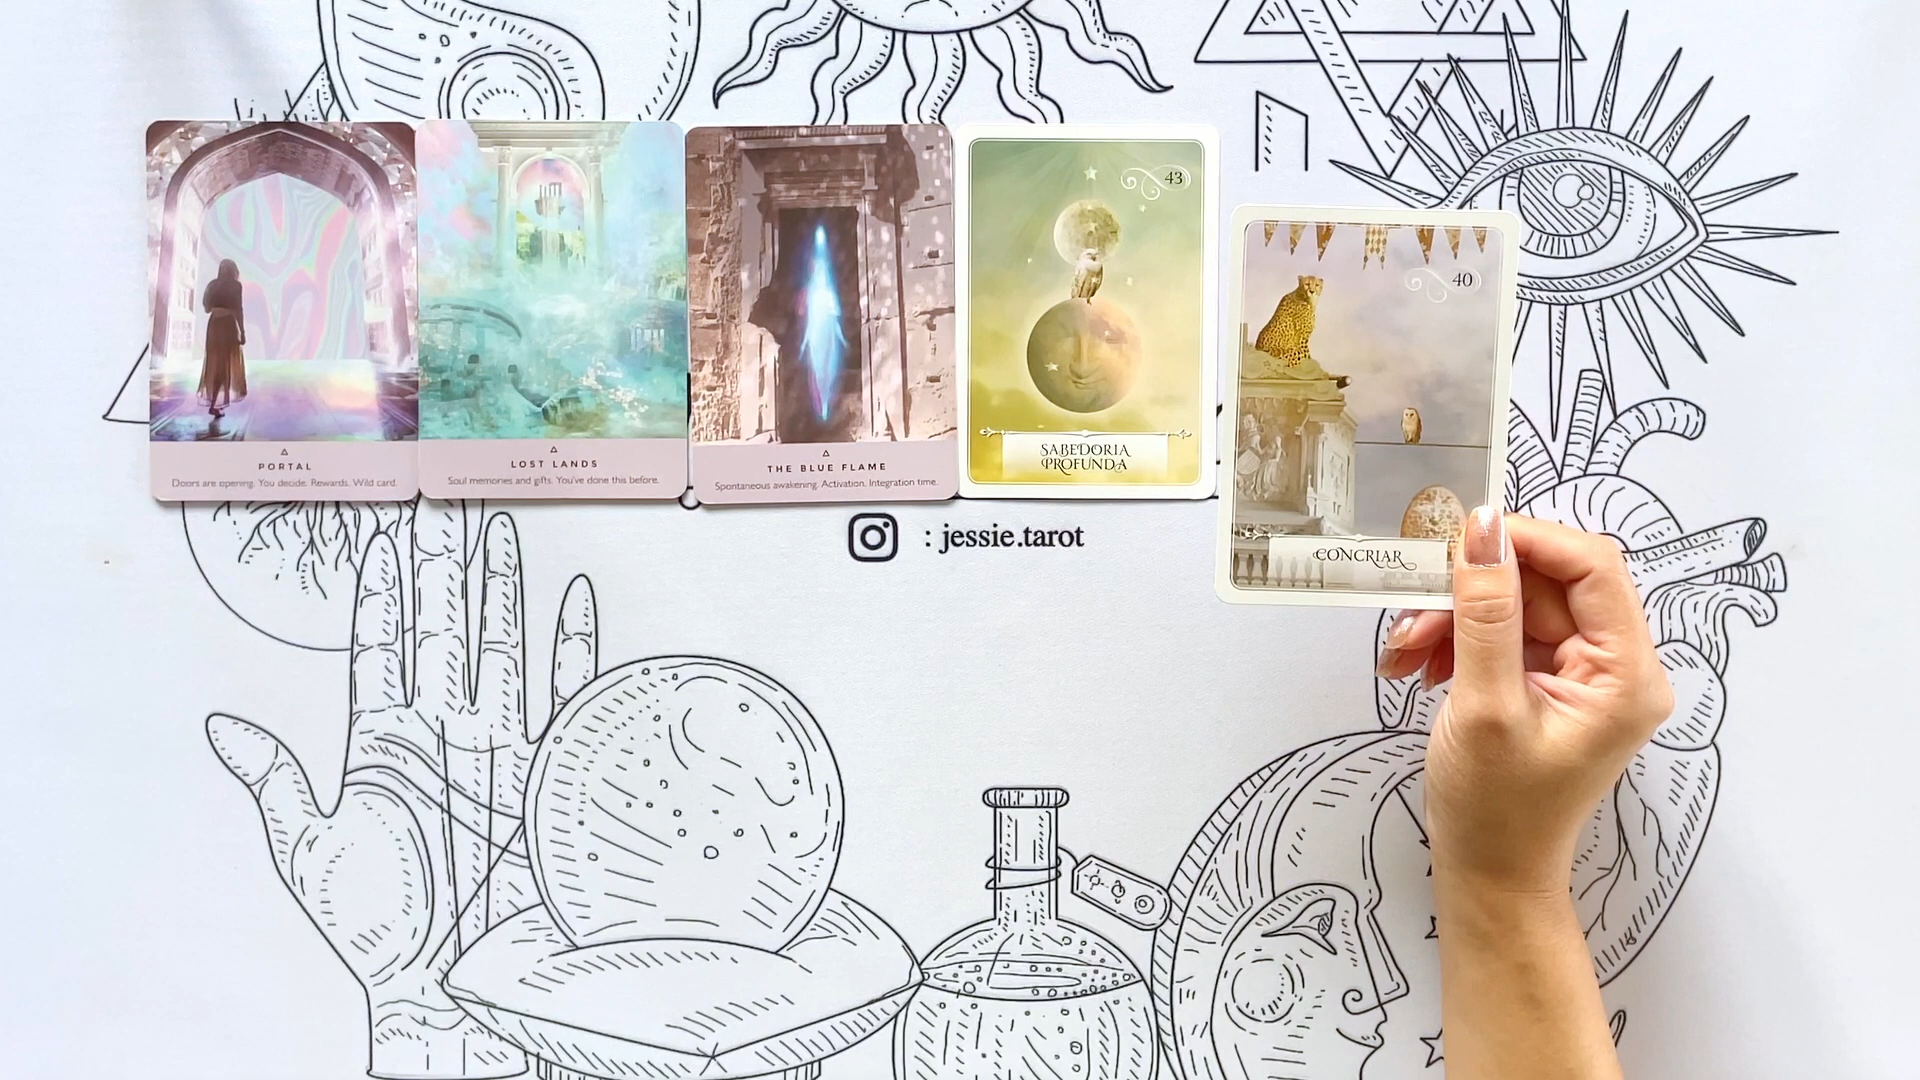 PORTAL
Doors are opening. You decide. Rewards. Wild card.
LOST LANDS
Soul memories and gifts. You've done this before.
THE BLUE FLAME
Spontaneous awakening. Activation. Integration time.
43
SABEDORIA
PROFUNDA
40
CONCRIAR
: jessie.tarot